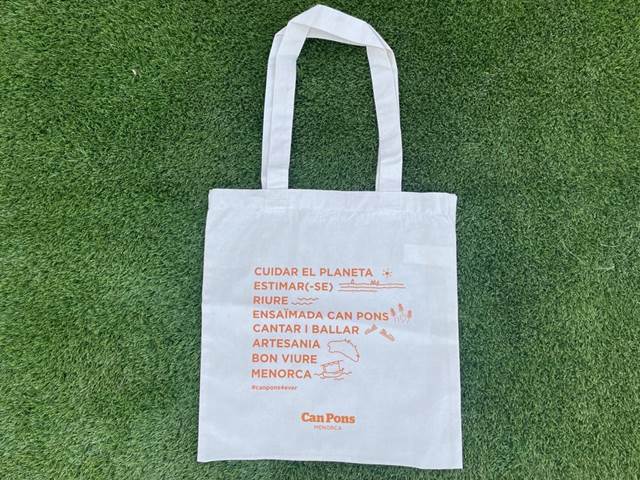 CUIDAR EL PLANETA
ESTIMAR(-SE)
RIURE
ENSAÏMADA CAN PONS
CANTAR I BALLAR
ARTESANIA
BON VIURE
MENORCA
#canpons4ever
Can Pons
MENORCA